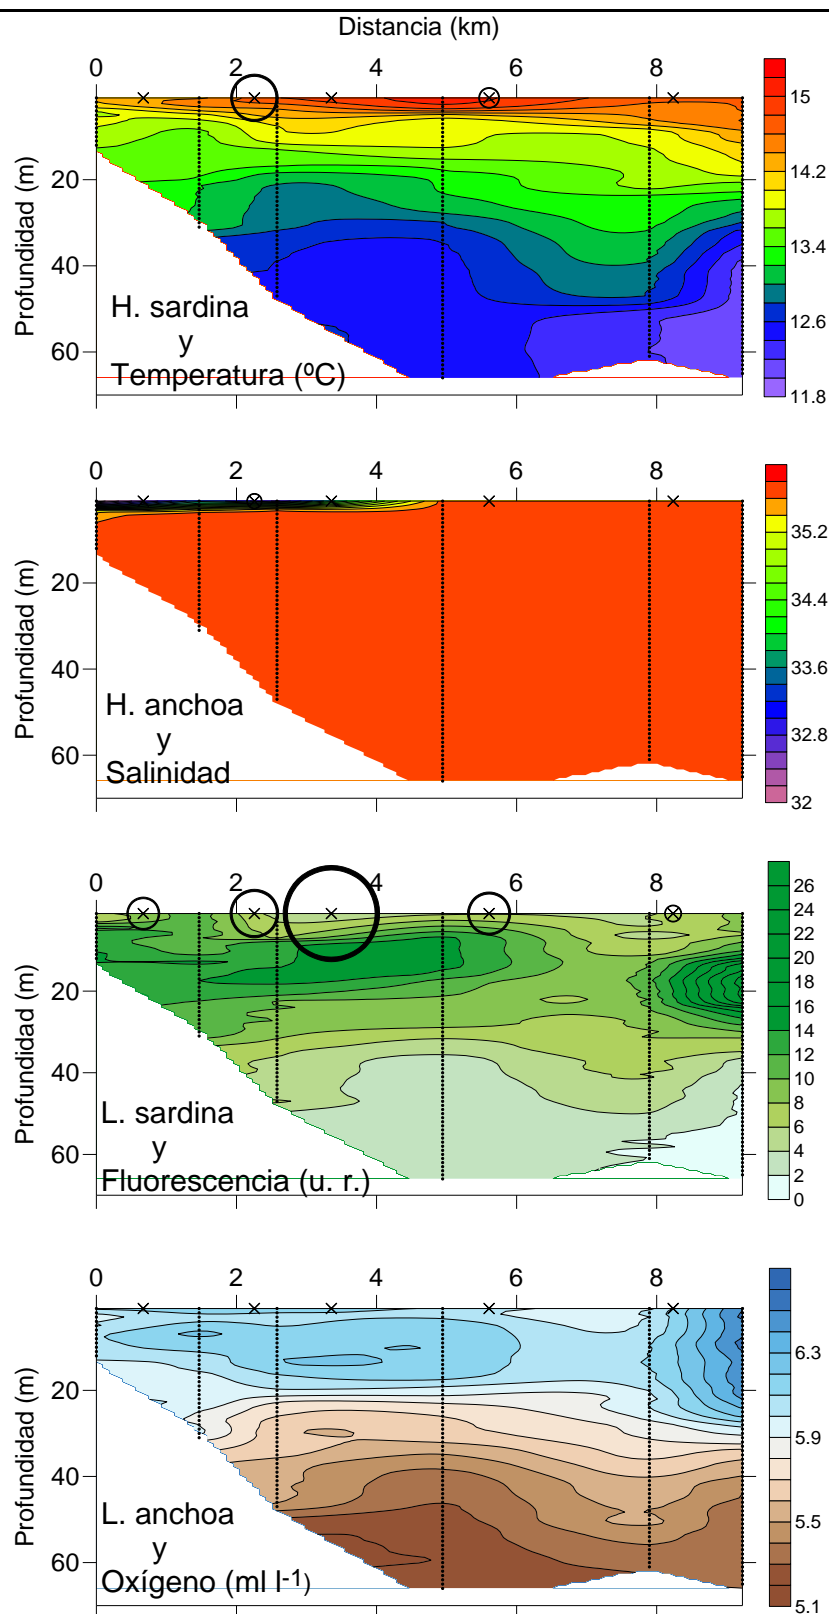 Distancia (km)
0 2 4 6 8
Profundidad (m)
20
40
60
H. sardina
y
Temperatura (ºC)
15
14.2
13.4
12.6
11.8
0 2 4 6 8
Profundidad (m)
20
40
60
H. anchoa
y
Salinidad
35.2
34.4
33.6
32.8
32
0 2 4 6 8
Profundidad (m)
20
40
60
L. sardina
y
Fluorescencia (u. r.)
26
24
22
20
18
16
14
12
10
8
6
4
2
0
0 2 4 6 8
Profundidad (m)
20
40
60
L. anchoa
y
Oxígeno (ml l-1)
6.3
5.9
5.5
5.1